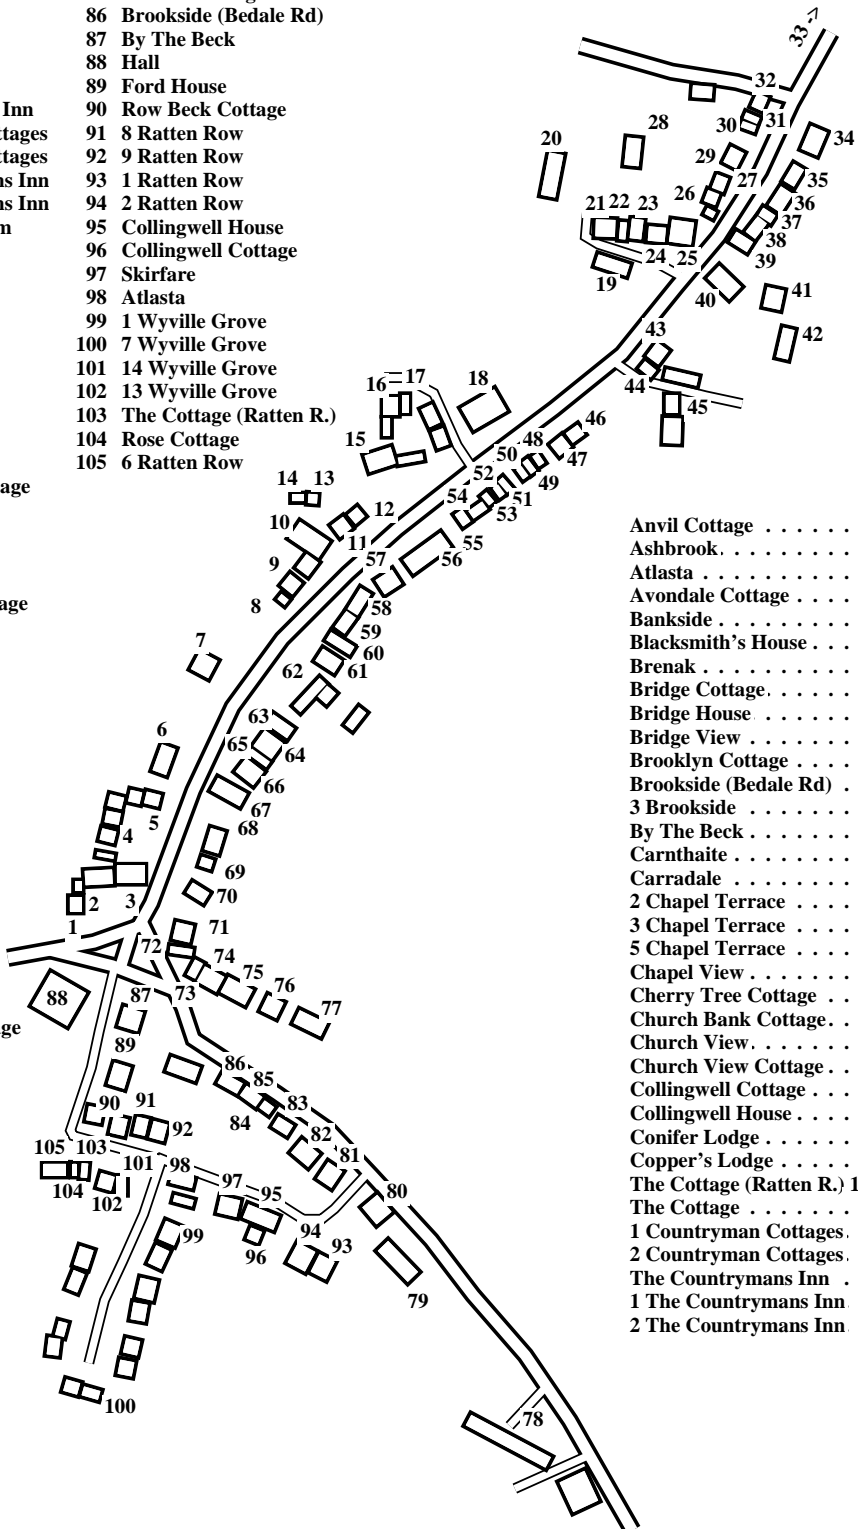 86 Brookside (Bedale Rd)
87 By The Beck
88 Hall
89 Ford House
Inn 90 Row Beck Cottage
ttages 91 8 Ratten Row
ttages 92 9 Ratten Row
ns Inn 93 1 Ratten Row
ns Inn 94 2 Ratten Row
m 95 Collingwell House
96 Collingwell Cottage
97 Skirfare
98 Atlasta
99 1 Wyville Grove
100 7 Wyville Grove
101 14 Wyville Grove
102 13 Wyville Grove
103 The Cottage (Ratten R.)
104 Rose Cottage
105 6 Ratten Row
age
age
ge
33 ->
32
30 31
28 34
20
29
27 35
26 36
21 22 23 37
38
24 25 39
19
40 41
43 42
44
17
16 18
45
46
15 48
50 47
52 49
14 13 51
54 53
12
10
11 55
57 56
9
58
8
59
7 60
62 61
63
6 65 64
66
5 67
4 68
69
2 3 70
1 71
72 74
75
73 76
88 87 77
89
86
85
90 91 83
92 84
82
105 103 101 98 81
104 97
102 95 80
94
99 96 93
79
100
78
Anvil Cottage . . . . . .
Ashbrook . . . . . . .
Atlasta . . . . . . . . . .
Avondale Cottage . . . .
Bankside . . . . . . . . .
Blacksmith's House . . .
Brenak . . . . . . . . . .
Bridge Cottage . . . . . .
Bridge House . . . . . . .
Bridge View . . . . . . .
Brooklyn Cottage . . . .
Brookside (Bedale Rd) .
3 Brookside . . . . . . .
By The Beck . . . . . . .
Carnthaite . . . . . . . .
Carradale . . . . . . . .
2 Chapel Terrace . . . .
3 Chapel Terrace . . . .
5 Chapel Terrace . . . .
Chapel View . . . . . . .
Cherry Tree Cottage . .
Church Bank Cottage . .
Church View . . . . . . .
Church View Cottage . .
Collingwell Cottage . . .
Collingwell House . . . .
Conifer Lodge . . . . . .
Copper's Lodge . . . . .
The Cottage (Ratten R.) 1
The Cottage . . . . . . .
1 Countryman Cottages .
2 Countryman Cottages .
The Countrymans Inn .
1 The Countrymans Inn .
2 The Countrymans Inn .